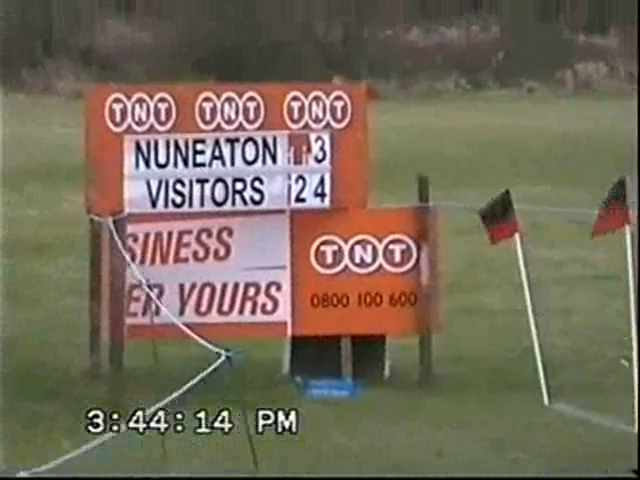 TNT TNT TNT
NUNEATON 3
VISITORS 24
SINESS
ER YOURS
TNT
0800 100 600
3:44:14 PM